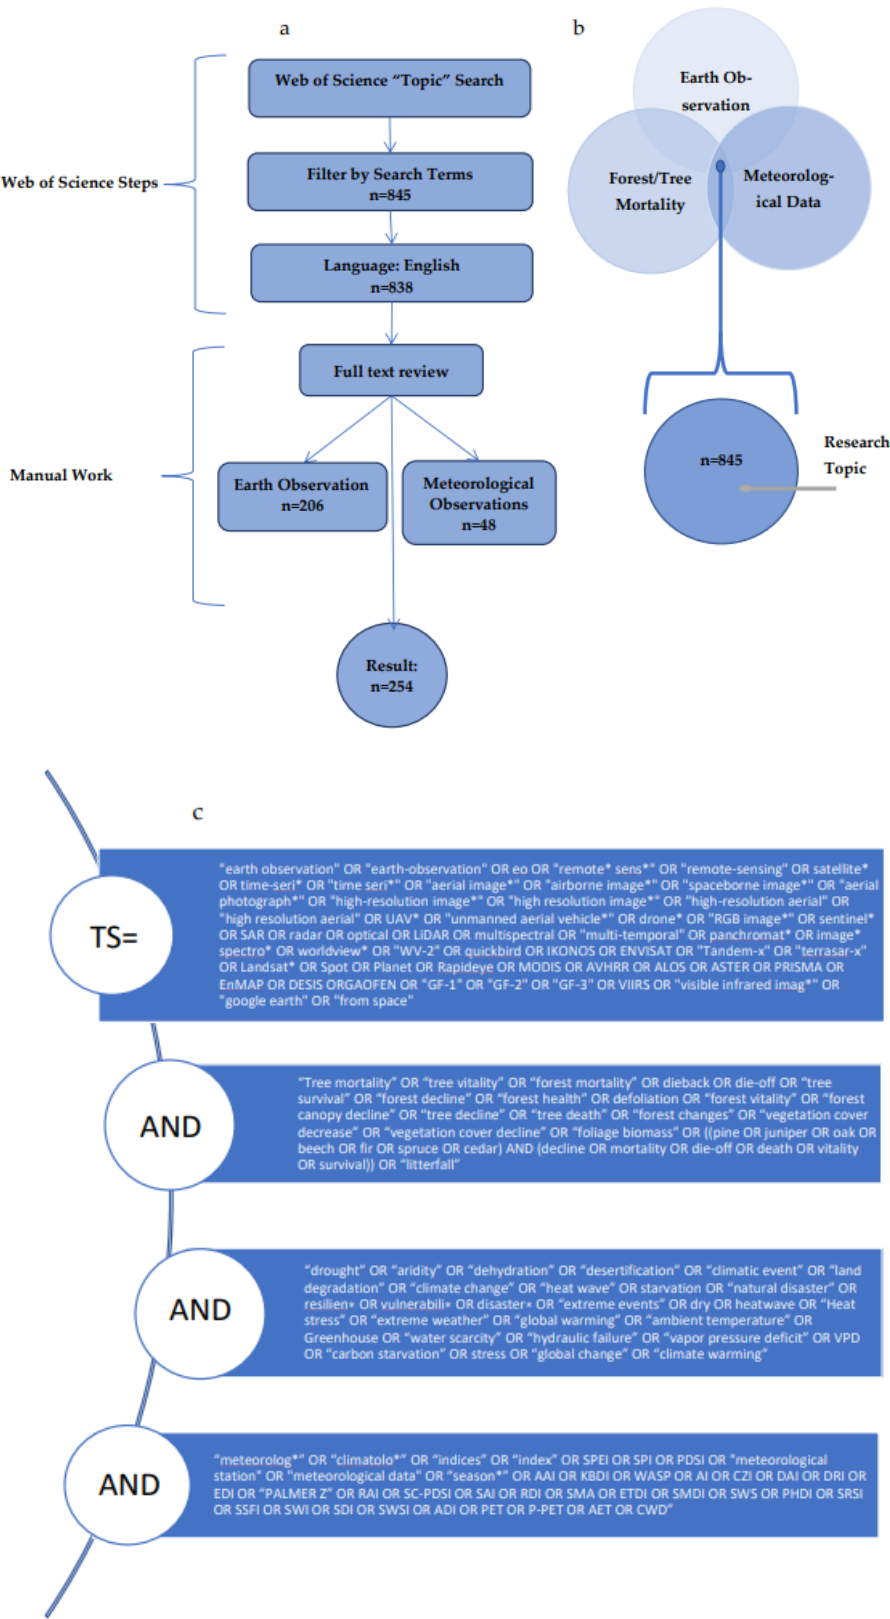 a
Web of Science “Topic” Search
Web of Science Steps
Filter by Search Terms
n=845
Language: English
n=838
Full text review
Manual Work
Earth Observation
n=206
Meteorological
Observations
n=48
Result:
n=254
b
Earth Ob-
servation
Forest/Tree
Mortality
Meteorolog-
ical Data
n=845
Research
Topic
c
TS=
"earth observation" OR "earth-observation" OR eo OR "remote* sens*" OR "remote-sensing" OR satellite*
OR time-seri* OR "time seri*" OR "aerial image*" OR "airborne image*" OR "spaceborne image*" OR "aerial
photograph*" OR "high-resolution image*" OR "high resolution image*" OR "high-resolution aerial" OR
"high resolution aerial" OR UAV* OR "unmanned aerial vehicle*" OR drone* OR "RGB image*" OR sentinel*
OR SAR OR radar OR optical OR LiDAR OR multispectral OR "multi-temporal" OR panchromat* OR image*
spectro* OR worldview* OR "WV-2" OR quickbird OR IKONOS OR ENVISAT OR "Tandem-x" OR "terrasar-x"
OR Landsat* OR Spot OR Planet OR Rapideye OR MODIS OR AVHRR OR ALOS OR ASTER OR PRISMA OR
EnMAP OR DESIS ORGAOFEN OR "GF-1" OR "GF-2" OR "GF-3" OR VIIRS OR "visible infrared imag*" OR
"google earth" OR "from space"
AND
“Tree mortality” OR “tree vitality” OR “forest mortality” OR dieback OR die-off OR “tree
survival” OR “forest decline” OR “forest health” OR defoliation OR “forest vitality” OR “forest
canopy decline” OR “tree decline” OR “tree death” OR “forest changes” OR “vegetation cover
decrease” OR “vegetation cover decline” OR “foliage biomass” OR ((pine OR juniper OR oak OR
beech OR fir OR spruce OR cedar) AND (decline OR mortality OR die-off OR death OR vitality
OR survival)) OR “litterfall”
AND
“drought” OR “aridity” OR “dehydration” OR “desertification” OR “climatic event” OR “land
degradation” OR “climate change” OR “heat wave” OR starvation OR “natural disaster” OR
resilien* OR vulnerabili* OR disaster* OR “extreme events” OR dry OR heatwave OR “Heat
stress” OR “extreme weather” OR “global warming” OR “ambient temperature” OR
Greenhouse OR “water scarcity” OR “hydraulic failure” OR “vapor pressure deficit” OR VPD
OR “carbon starvation” OR stress OR “global change” OR “climate warming”
AND
“meteorolog*” OR “climatolo*” OR “indices” OR “index” OR SPEI OR SPI OR PDSI OR "meteorological
station" OR "meteorological data" OR “season*” OR AAI OR KBDI OR WASP OR AI OR CZI OR DAI OR DRI OR
EDI OR “PALMER Z” OR RAI OR SC-PDSI OR SAI OR RDI OR SMA OR ETDI OR SMDI OR SWS OR PHDI OR SRSI
OR SSFI OR SWI OR SDI OR SWSI OR ADI OR PET OR P-PET OR AET OR CWD”